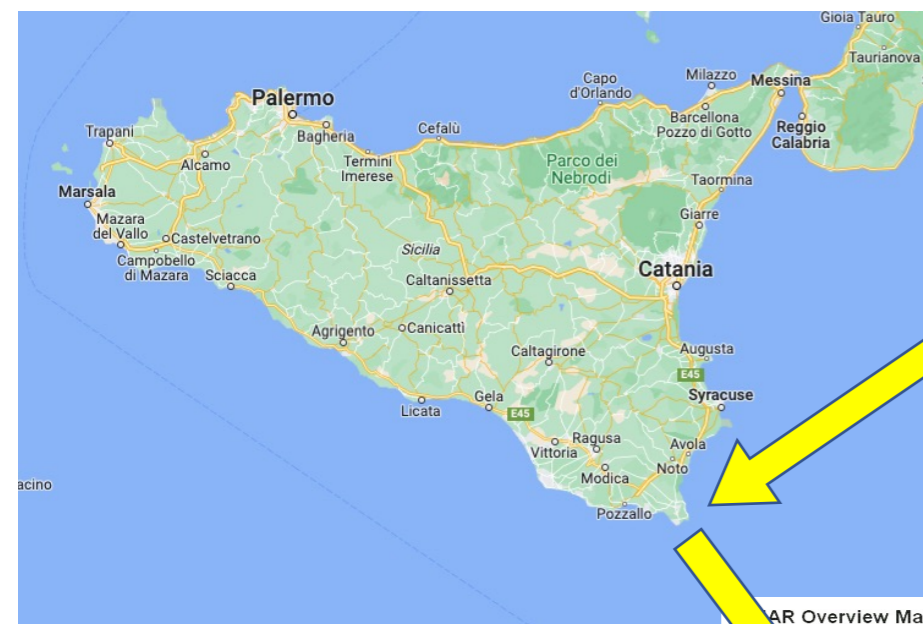 Gioia Tauro
Taurianova
Capo
d'Orlando
Milazzo
Messina
Palermo
Barcellona
Pozzo di Gotto
Reggio
Calabria
Trapani
Bagheria
Cefalù
Alcamo
Termini
Imerese
Parco dei
Nebrodi
Taormina
Marsala
Giarre
Mazara
del Vallo
Castelvetrano
Sicilia
Campobello
di Mazara
Sciacca
Caltanissetta
Catania
Agrigento
Canicattì
Caltagirone
Augusta
E45
Syracuse
Gela
Licata
E45
Ragusa
Vittoria
Avola
Noto
Modica
acino
Pozzallo
AR Overview Ma